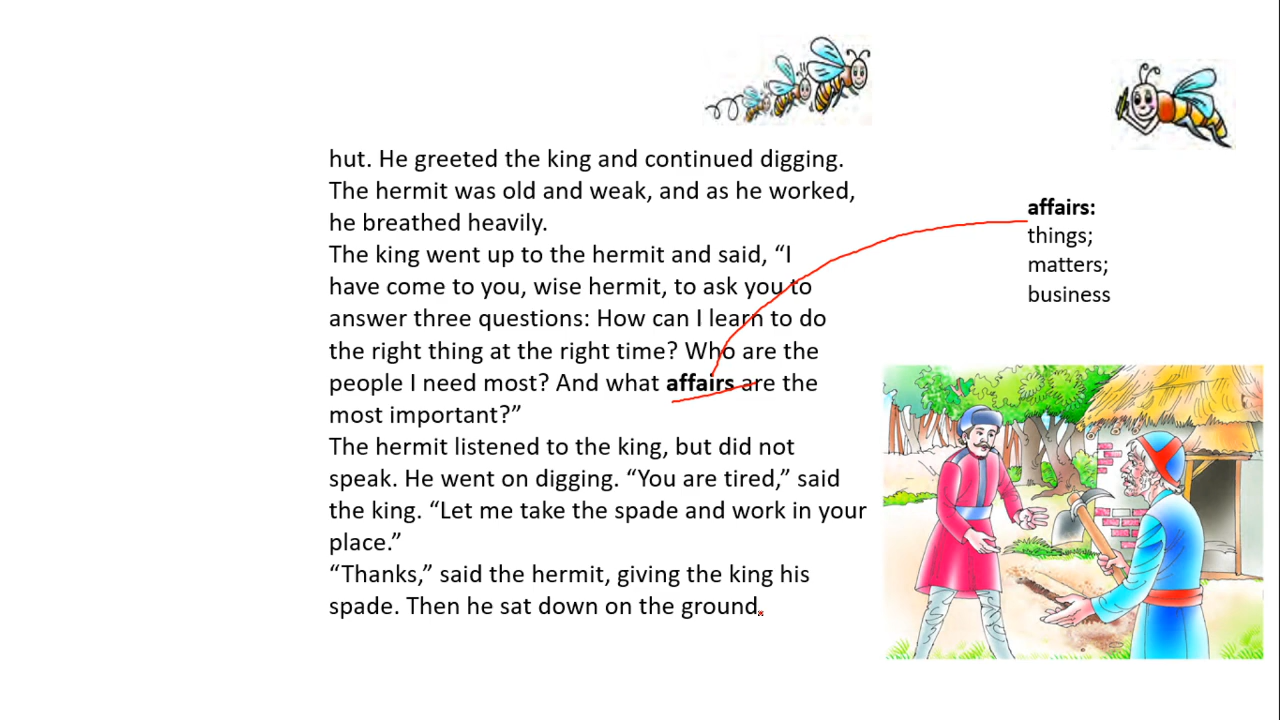 hut. He greeted the king and continued digging.
The hermit was old and weak, and as he worked,
he breathed heavily.
The king went up to the hermit and said, “I
have come to you, wise hermit, to ask you to
answer three questions: How can I learn to do
the right thing at the right time? Who are the
people I need most? And what affairs are the
most important?”
The hermit listened to the king, but did not
speak. He went on digging. “You are tired,” said
the king. “Let me take the spade and work in your
place.”
“Thanks,” said the hermit, giving the king his
spade. Then he sat down on the ground.
affairs:
things;
matters;
business